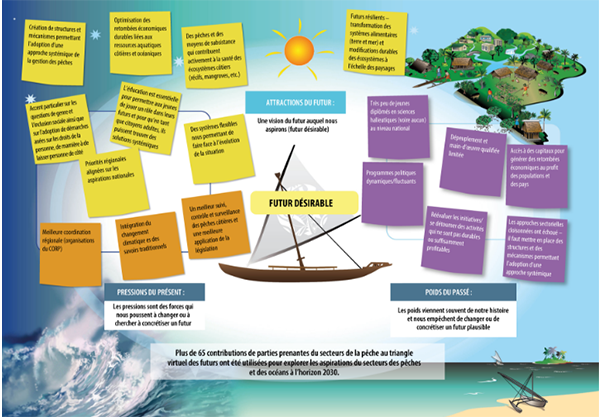 Création de structures et
mécanismes permettant
l'adoption d'une
approche systémique de
la gestion des pêches
Optimisation des
retombées économiques
durables liées aux
ressources aquatiques
côtières et océaniques
Des pêches et des
moyens de subsistance
qui contribuent
activement à la santé des
écosystèmes côtiers
(récifs, mangroves, etc.)
Futurs résilients –
transformation des
systèmes alimentaires
(terre et mer) et
modifications durables
des écosystèmes à
l'échelle des paysages
Accent particulier sur les
questions de genre et
l'inclusion sociale ainsi que
sur l'adoption de démarches
axées sur les droits de la
personne, de manière à ne
laisser personne de côté
L'éducation est essentielle
pour permettre aux jeunes
de jouer un rôle dans leurs
futurs et pour qu'en tant
que citoyens adultes, ils
puissent trouver des
solutions systémiques
Priorités régionales
alignées sur les
aspirations nationales
Des systèmes flexibles
nous permettent de
faire face à l'évolution
de la situation
ATTRACTIONS DU FUTUR :
Une vision du futur auquel nous
aspirons (futur désirable)
Très peu de jeunes
diplômés en sciences
halieutiques (voire aucun)
au niveau national
Dépeuplement et
main-d'œuvre qualifiée
limitée
Accès à des capitaux pour
générer des retombées
économiques au profit
des populations et
des pays
Programmes politiques
dynamiques/fluctuants
Réévaluer les initiatives/
se détourner des activités
qui ne sont pas durables
ou suffisamment
profitables
Les approches sectorielles
cloisonnées ont échoué –
il faut mettre en place des
structures et des
mécanismes permettant
l'adoption d'une
approche systémique
FUTUR DÉSIRABLE
Meilleure coordination
régionale (organisations
du CORP)
Intégration du
changement
climatique es des
savoirs traditionnels
Un meilleur suivi,
contrôle et surveillance
des pêches côtières et
une meilleure
application de la
législation
PRESSIONS DU PRÉSENT :
Les pressions sont des forces qui
nous poussent à changer ou à
chercher à concrétiser un futur
POIDS DU PASSÉ :
Les poids viennent souvent de notre histoire
et nous empêchent de changer ou de
concrétiser un futur plausible
Plus de 65 contributions de parties prenantes du secteurs de la pêche au triangle
virtuel des futurs ont été utilisées pour explorer les aspirations du secteurs des pêches
et des océans à l'horizon 2030.